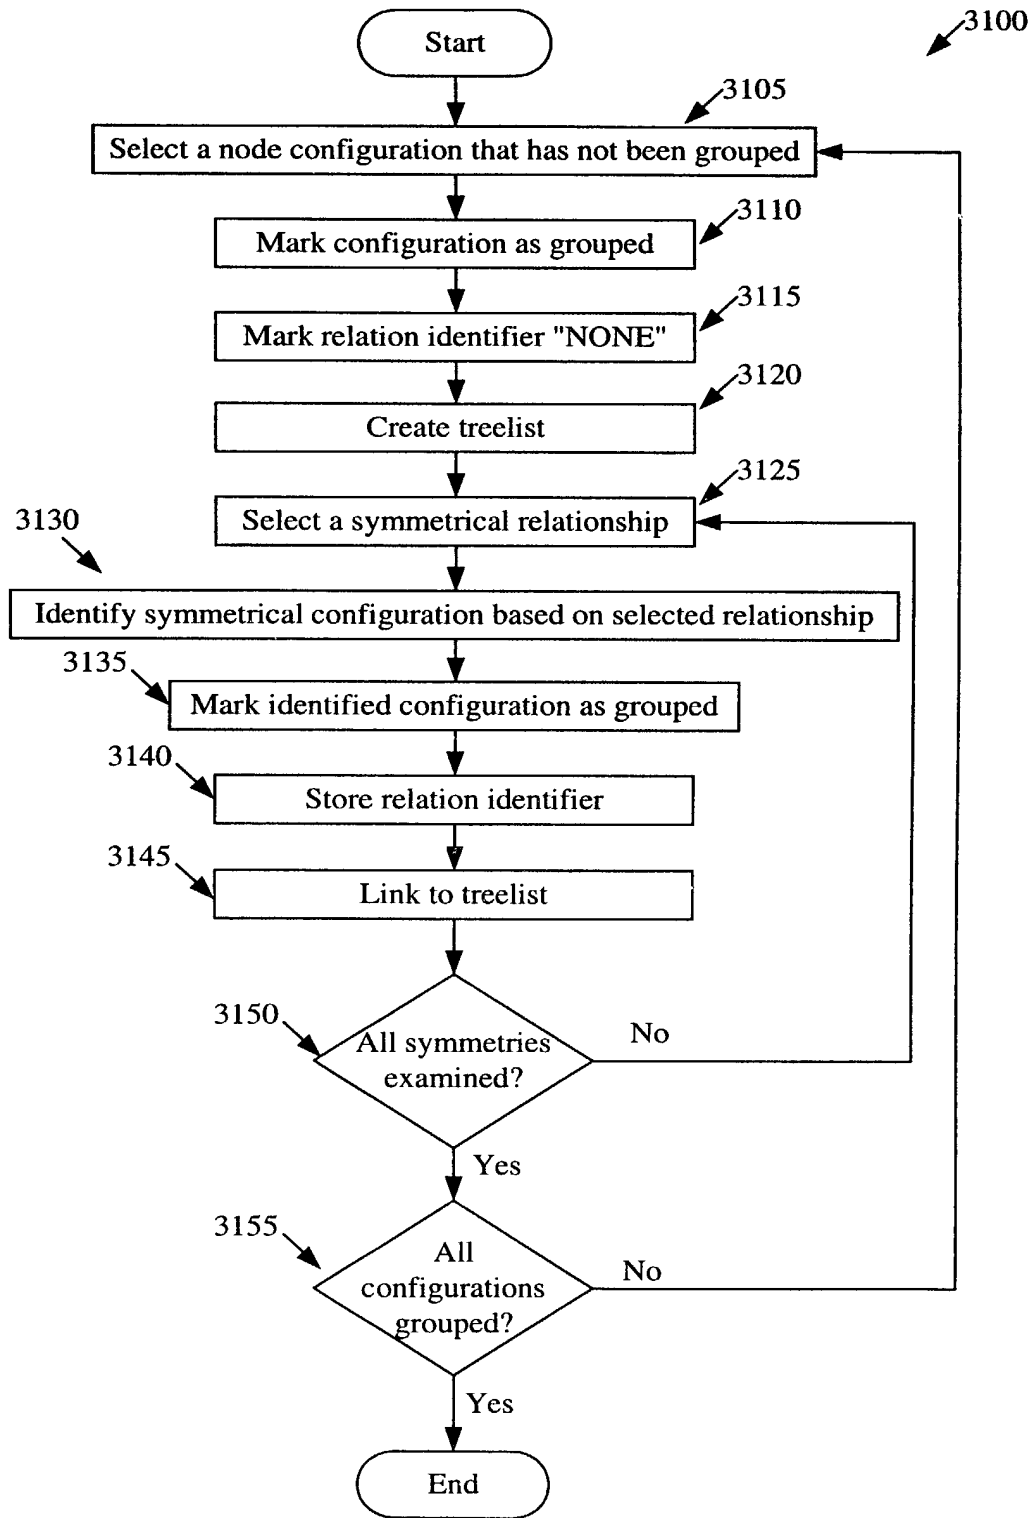 3100
Start
3105
Select a node configuration that has not been grouped
3110
Mark configuration as grouped
3115
Mark relation identifier "NONE"
3120
Create treelist
3125
Select a symmetrical relationship
3130
Identify symmetrical configuration based on selected relationship
3135
Mark identified configuration as grouped
3140
Store relation identifier
3145
Link to treelist
3150
All symmetries
examined?
No
Yes
3155
All
configurations
grouped?
No
Yes
End